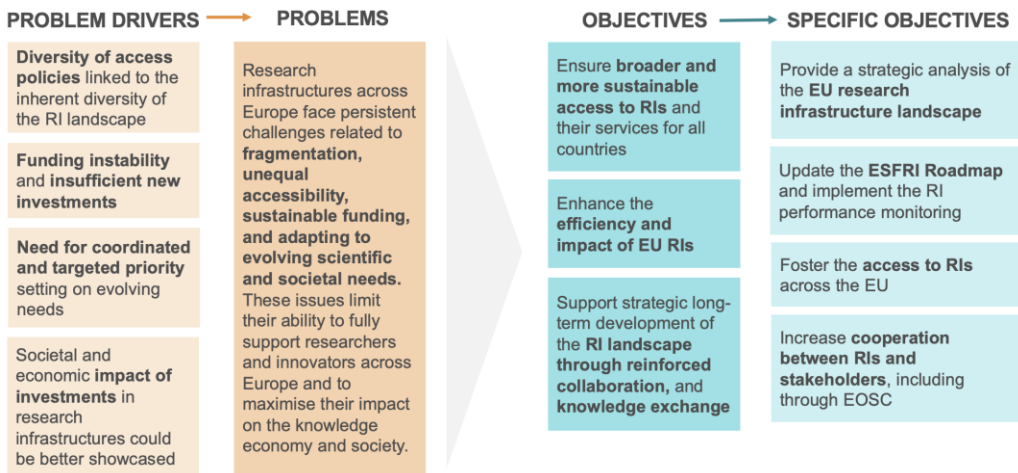 PROBLEM DRIVERS
PROBLEMS
OBJECTIVES
SPECIFIC OBJECTIVES
Diversity of access
policies linked to the
inherent diversity of
the RI landscape
Funding instability
and insufficient new
investments
Need for coordinated
and targeted priority
setting on evolving
needs
Societal and
economic impact of
investments in
research
infrastructures could
be better showcased
Research
infrastructures across
Europe face persistent
challenges related to
fragmentation,
unequal
accessibility,
sustainable funding,
and adapting to
evolving scientific
and societal needs.
These issues limit
their ability to fully
support researchers
and innovators across
Europe and to
maximise their impact
on the knowledge
economy and society.
Ensure broader and
more sustainable
access to RIs and
their services for all
countries
Enhance the
efficiency and
impact of EU RIs
Support strategic long-
term development of
the RI landscape
through reinforced
collaboration, and
knowledge exchange
Provide a strategic analysis of
the EU research
infrastructure landscape
Update the ESFRI Roadmap
and implement the RI
performance monitoring
Foster the access to RIs
across the EU
Increase cooperation
between RIs and
stakeholders, including
through EOSC